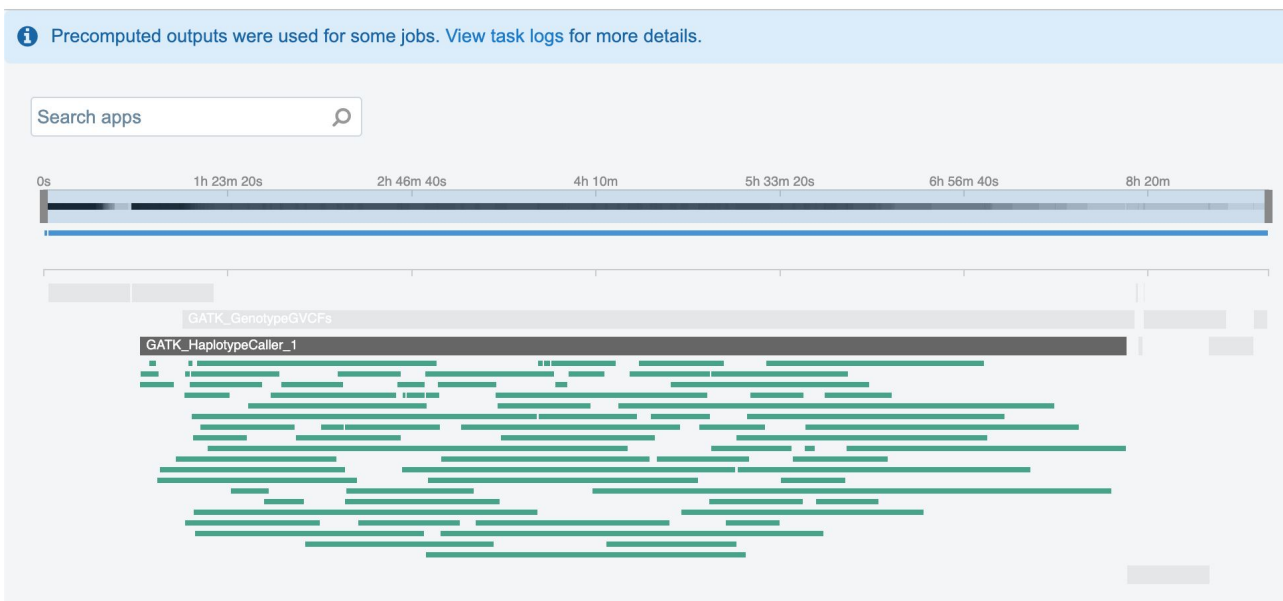 Precomputed outputs were used for some jobs. View task logs for more details.
Search apps
0s 1h 23m 20s 2h 46m 40s 4h 10m 5h 33m 20s 6h 56m 40s 8h 20m
GATK_GenotypeGVCFs
GATK_HaplotypeCaller_1